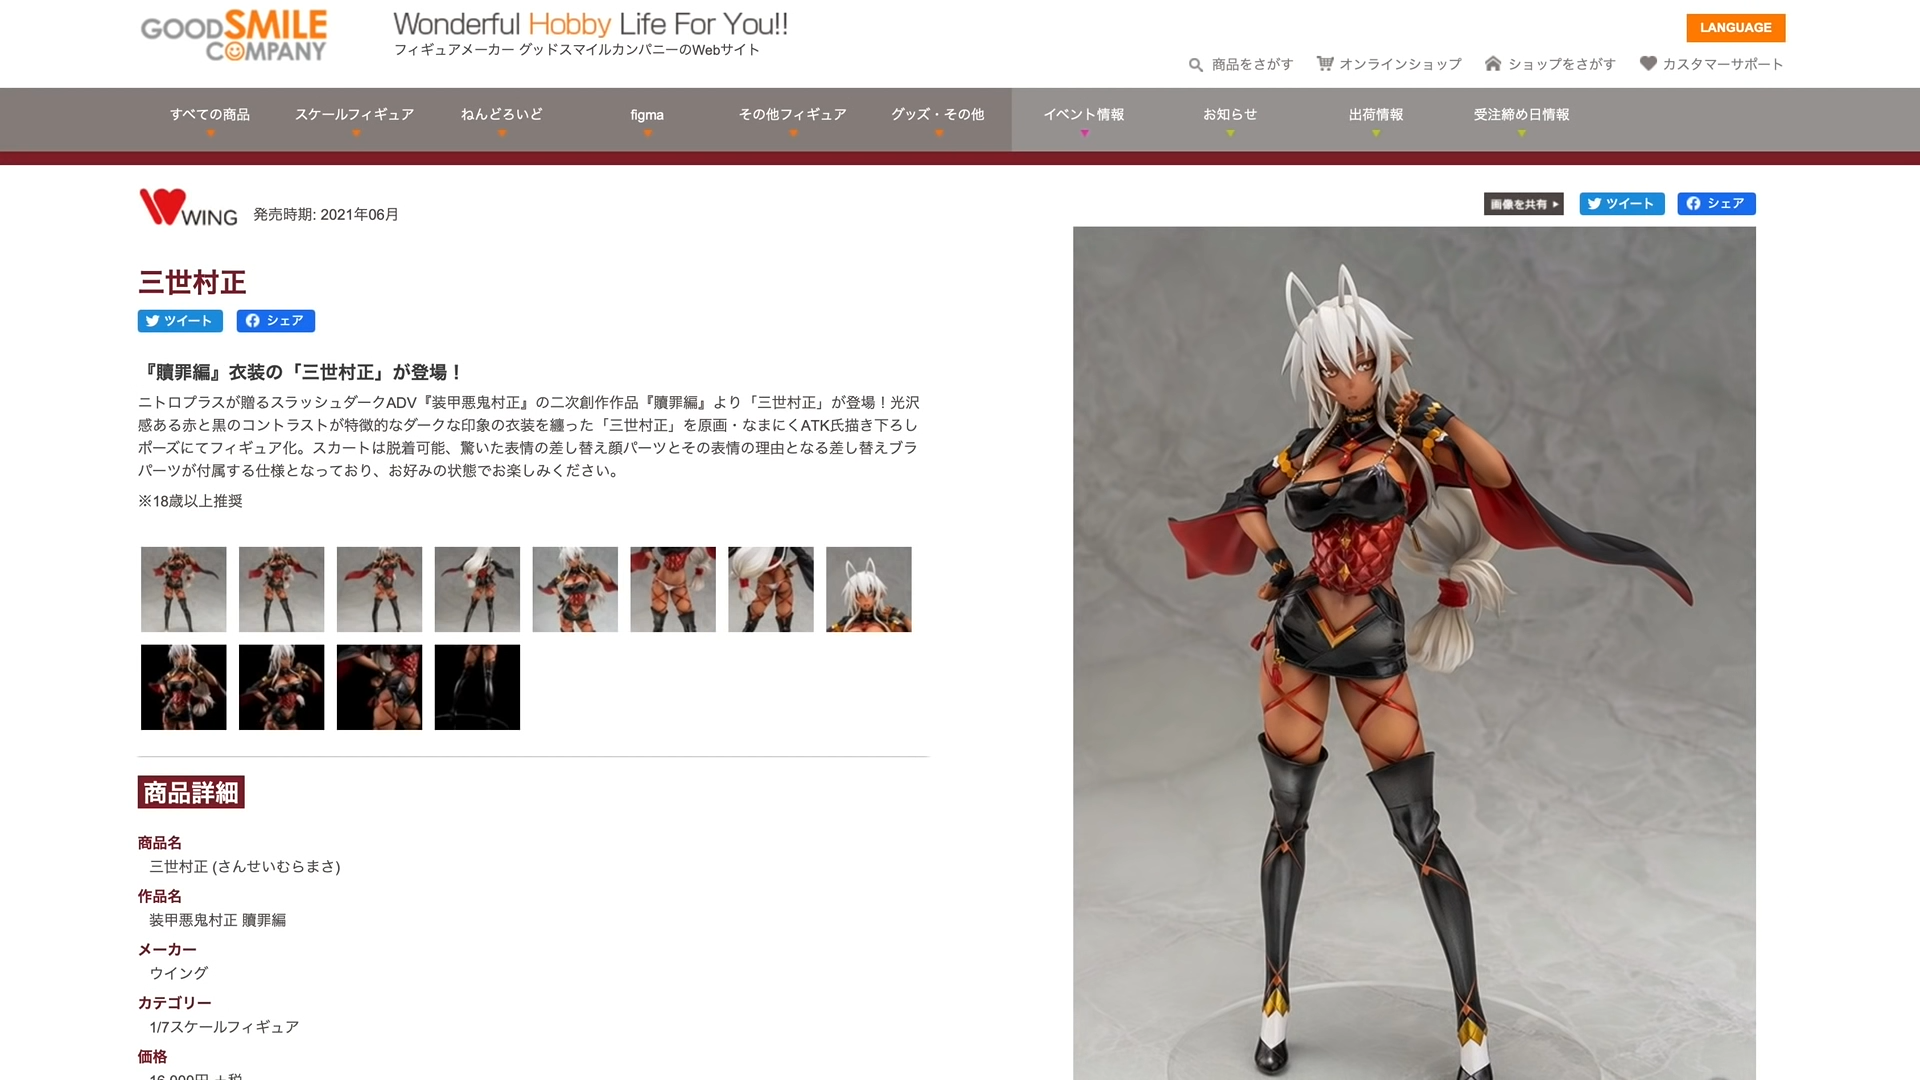 GOODSMILE
COMPANY
Wonderful Hobby Life For You!!
フィギュアメーカー グッドスマイルカンパニーのWebサイト
LANGUAGE
商品をさがす
オンラインショップ
ショップをさがす
カスタマーサポート
すべての商品
スケールフィギュア
ねんどろいど
figma
その他フィギュア
グッズ・その他
イベント情報
お知らせ
出荷情報
受注締め日情報
WING
発売時期: 2021年06月
画像を共有
ツイート
シェア
三世村正
ツイート
シェア
『贖罪編』衣装の「三世村正」が登場！
ニトロプラスが贈るスラッシュダークADV『装甲悪鬼村正』の二次創作作品『贖罪編』より「三世村正」が登場！光沢
感ある赤と黒のコントラストが特徴的なダークな印象の衣装を纏った「三世村正」を原画・なまにくATK氏描き下ろし
ポーズにてフィギュア化。スカートは脱着可能、驚いた表情の差し替え顔パーツとその表情の理由となる差し替えブラ
パーツが付属する仕様となっており、お好みの状態でお楽しみください。
※18歳以上推奨
商品詳細
商品名
三世村正 (さんせいむらまさ)
作品名
装甲悪鬼村正 贖罪編
メーカー
ウイング
カテゴリー
1/7スケールフィギュア
価格